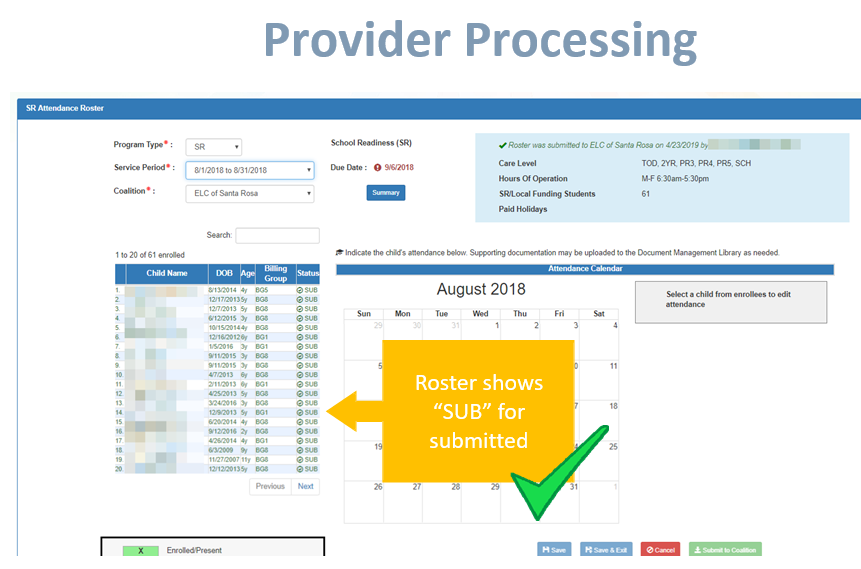 Provider Processing
SR Attendance Roster
Program Type* :
SR
School Readiness (SR)
Service Period* :
8/1/2018 to 8/31/2018
Due Date : 9/6/2018
Coalition* :
ELC of Santa Rosa
Summary
Roster was submitted to ELC of Santa Rosa on 4/23/2019 by
Care Level TOD, 2YR, PR3, PR4, PR5, SCH
Hours Of Operation M-F 6:30am-5:30pm
SR/Local Funding Students 61
Paid Holidays
Search:
1 to 20 of 61 enrolled
Child Name DOB Age Billing Group Status
1. 8/13/2014 4y BG5 SUB
2. 12/17/2013 5y BG8 SUB
3. 12/7/2013 5y BG8 SUB
4. 6/12/2015 3y BG8 SUB
5. 10/15/2014 4y BG8 SUB
6. 12/16/2012 6y BG1 SUB
7. 1/5/2016 3y BG1 SUB
8. 9/11/2015 3y BG8 SUB
9. 9/11/2015 3y BG8 SUB
10. 4/7/2013 6y BG8 SUB
11. 2/11/2013 6y BG1 SUB
12. 4/25/2013 5y BG8 SUB
13. 3/24/2016 3y BG8 SUB
14. 12/9/2013 5y BG1 SUB
15. 6/20/2014 4y BG8 SUB
16. 9/12/2016 2y BG8 SUB
17. 4/26/2014 4y BG1 SUB
18. 6/3/2009 9y BG8 SUB
19. 11/27/2007 11y BG8 SUB
20. 12/12/2013 5y BG8 SUB
Previous Next
Indicate the child's attendance below. Supporting documentation may be uploaded to the Document Management Library as needed.
Attendance Calendar
August 2018
Select a child from enrollees to edit
attendance
Sun Mon Tue Wed Thu Fri Sat
29 30 31 1 2 3 4
5 11
18
19 25
26 27 28 29 31 1
Roster shows
“SUB” for
submitted
X Enrolled/Present
Save Save & Exit Cancel Submit to Coalition